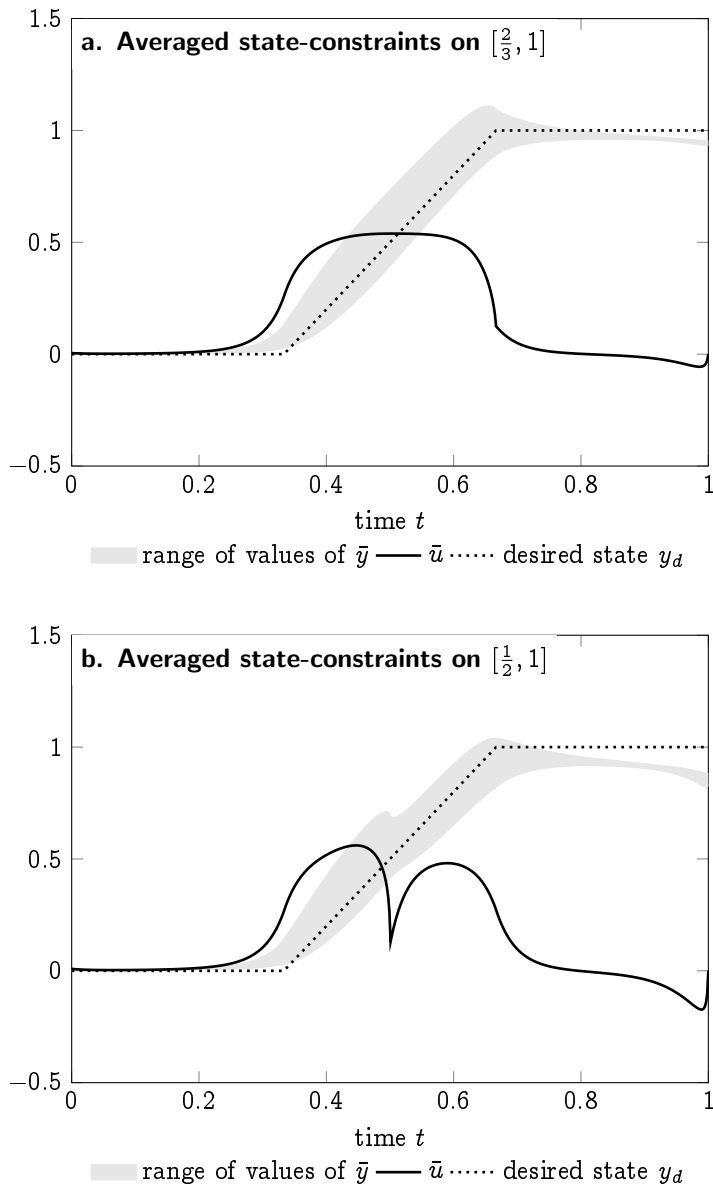 a. Averaged state-constraints on [2/3, 1]
1.5
1
0.5
0
−0.5
0 0.2 0.4 0.6 0.8 1
time t
range of values of ȳ ū desired state y_d
b. Averaged state-constraints on [1/2, 1]
1.5
1
0.5
0
−0.5
0 0.2 0.4 0.6 0.8 1
time t
range of values of ȳ ū desired state y_d